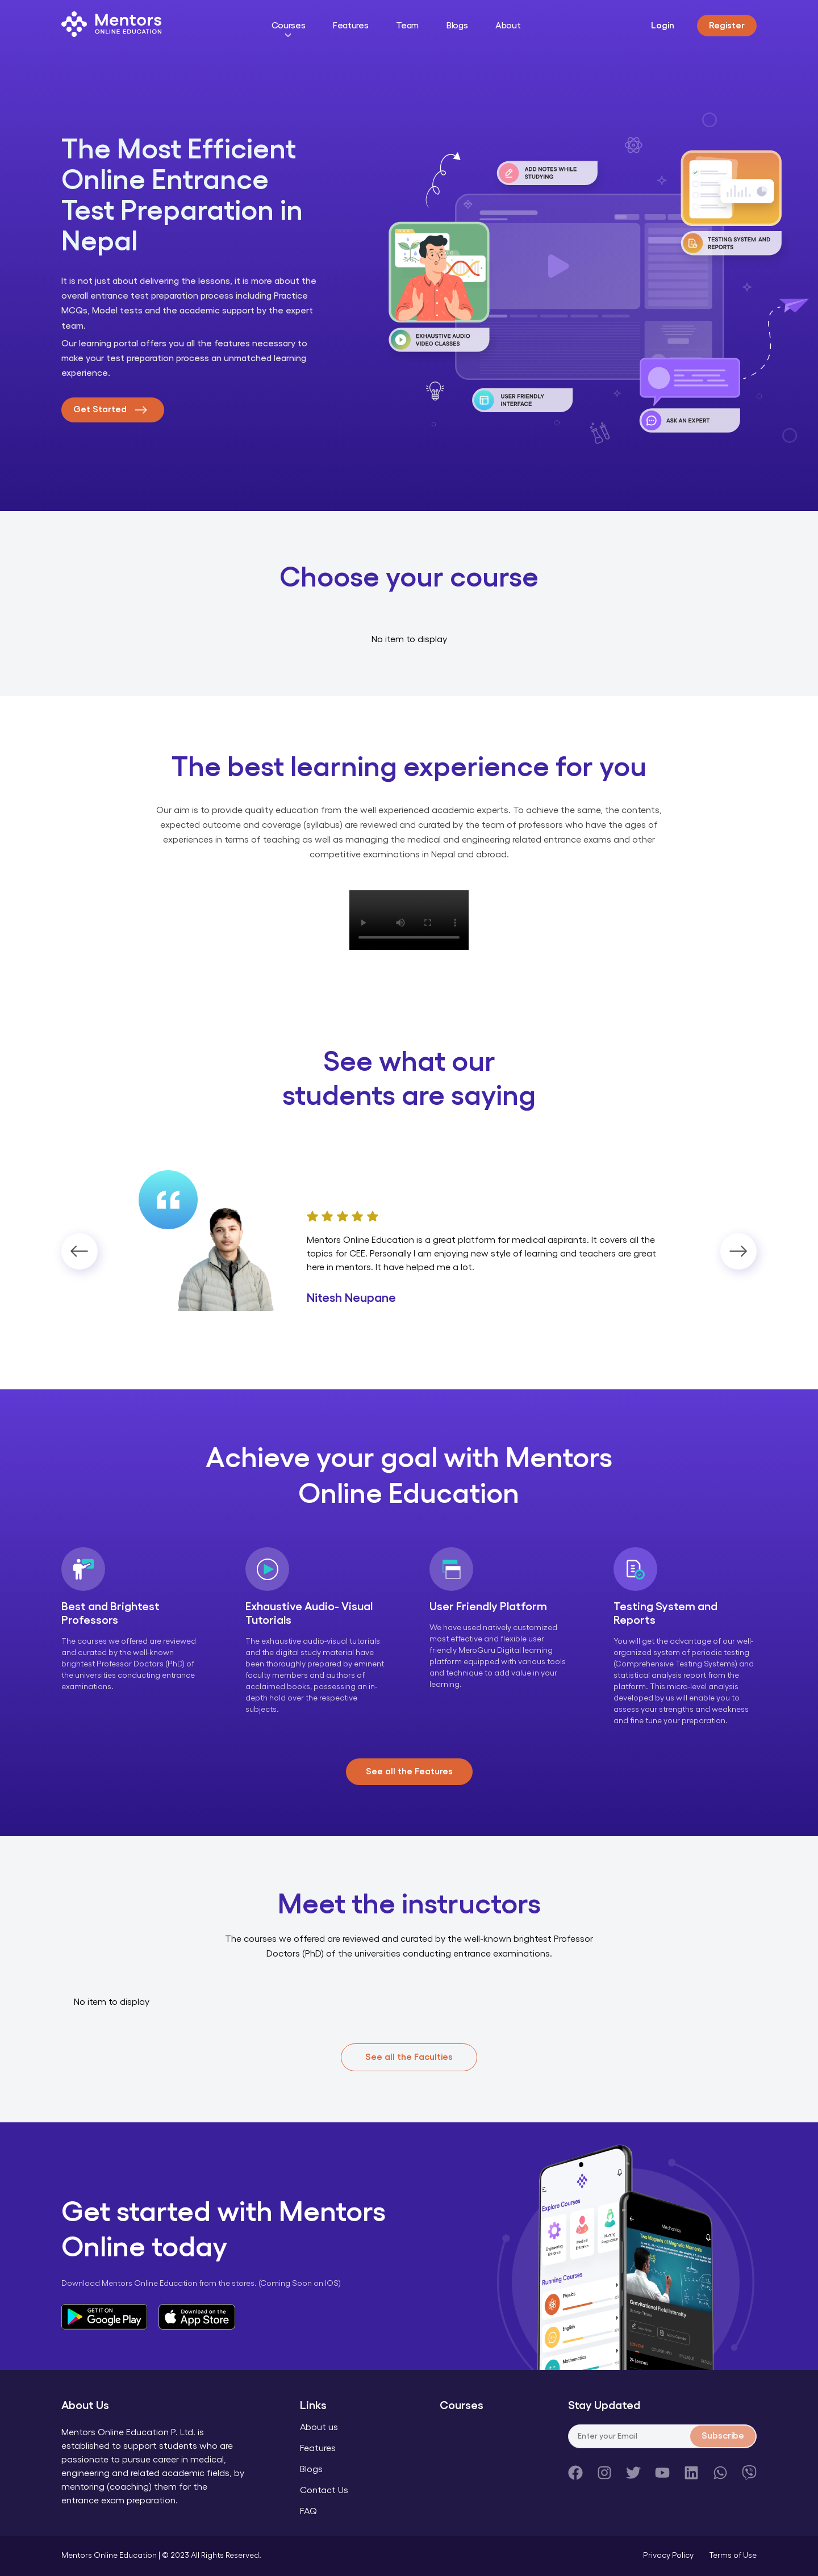 Mentors
ONLINE EDUCATION
Courses
Features
Team
Blogs
About
Login
Register
The Most Efficient
Online Entrance
Test Preparation in
Nepal
It is not just about delivering the lessons, it is more about the
overall entrance test preparation process including Practice
MCQs, Model tests and the academic support by the expert
team.
Our learning portal offers you all the features necessary to
make your test preparation process an unmatched learning
experience.
Get Started
ADD NOTES WHILE
STUDYING
TESTING SYSTEM AND
REPORTS
EXHAUSTIVE AUDIO
VIDEO CLASSES
USER FRIENDLY
INTERFACE
ASK AN EXPERT
Choose your course
No item to display
The best learning experience for you
Our aim is to provide quality education from the well experienced academic experts. To achieve the same, the contents,
expected outcome and coverage (syllabus) are reviewed and curated by the team of professors who have the ages of
experiences in terms of teaching as well as managing the medical and engineering related entrance exams and other
competitive examinations in Nepal and abroad.
See what our
students are saying
Mentors Online Education is a great platform for medical aspirants. It covers all the
topics for CEE. Personally I am enjoying new style of learning and teachers are great
here in mentors. It have helped me a lot.
Nitesh Neupane
Achieve your goal with Mentors
Online Education
Best and Brightest
Professors
The courses we offered are reviewed
and curated by the well-known
brightest Professor Doctors (PhD) of
the universities conducting entrance
examinations.
Exhaustive Audio- Visual
Tutorials
The exhaustive audio-visual tutorials
and the digital study material have
been thoroughly prepared by eminent
faculty members and authors of
acclaimed books, possessing an in-
depth hold over the respective
subjects.
User Friendly Platform
We have used natively customized
most effective and flexible user
friendly MeroGuru Digital learning
platform equipped with various tools
and technique to add value in your
learning.
Testing System and
Reports
You will get the advantage of our well-
organized system of periodic testing
(Comprehensive Testing Systems) and
statistical analysis report from the
platform. This micro-level analysis
developed by us will enable you to
assess your strengths and weakness
and fine tune your preparation.
See all the Features
Meet the instructors
The courses we offered are reviewed and curated by the well-known brightest Professor
Doctors (PhD) of the universities conducting entrance examinations.
No item to display
See all the Faculties
Get started with Mentors
Online today
Download Mentors Online Education from the stores. (Coming Soon on IOS)
GET IT ON
Google Play
Download on the
App Store
Explore Courses
Running Courses
Physics
English
Mathematics
Mechanics
Two Magnets of Magnetic Moments
Gravitational Field Intensity
24 Lessons
About Us
Mentors Online Education P. Ltd. is
established to support students who are
passionate to pursue career in medical,
engineering and related academic fields, by
mentoring (coaching) them for the
entrance exam preparation.
Links
About us
Features
Blogs
Contact Us
FAQ
Courses
Stay Updated
Enter your Email
Subscribe
Mentors Online Education | © 2023 All Rights Reserved.
Privacy Policy
Terms of Use